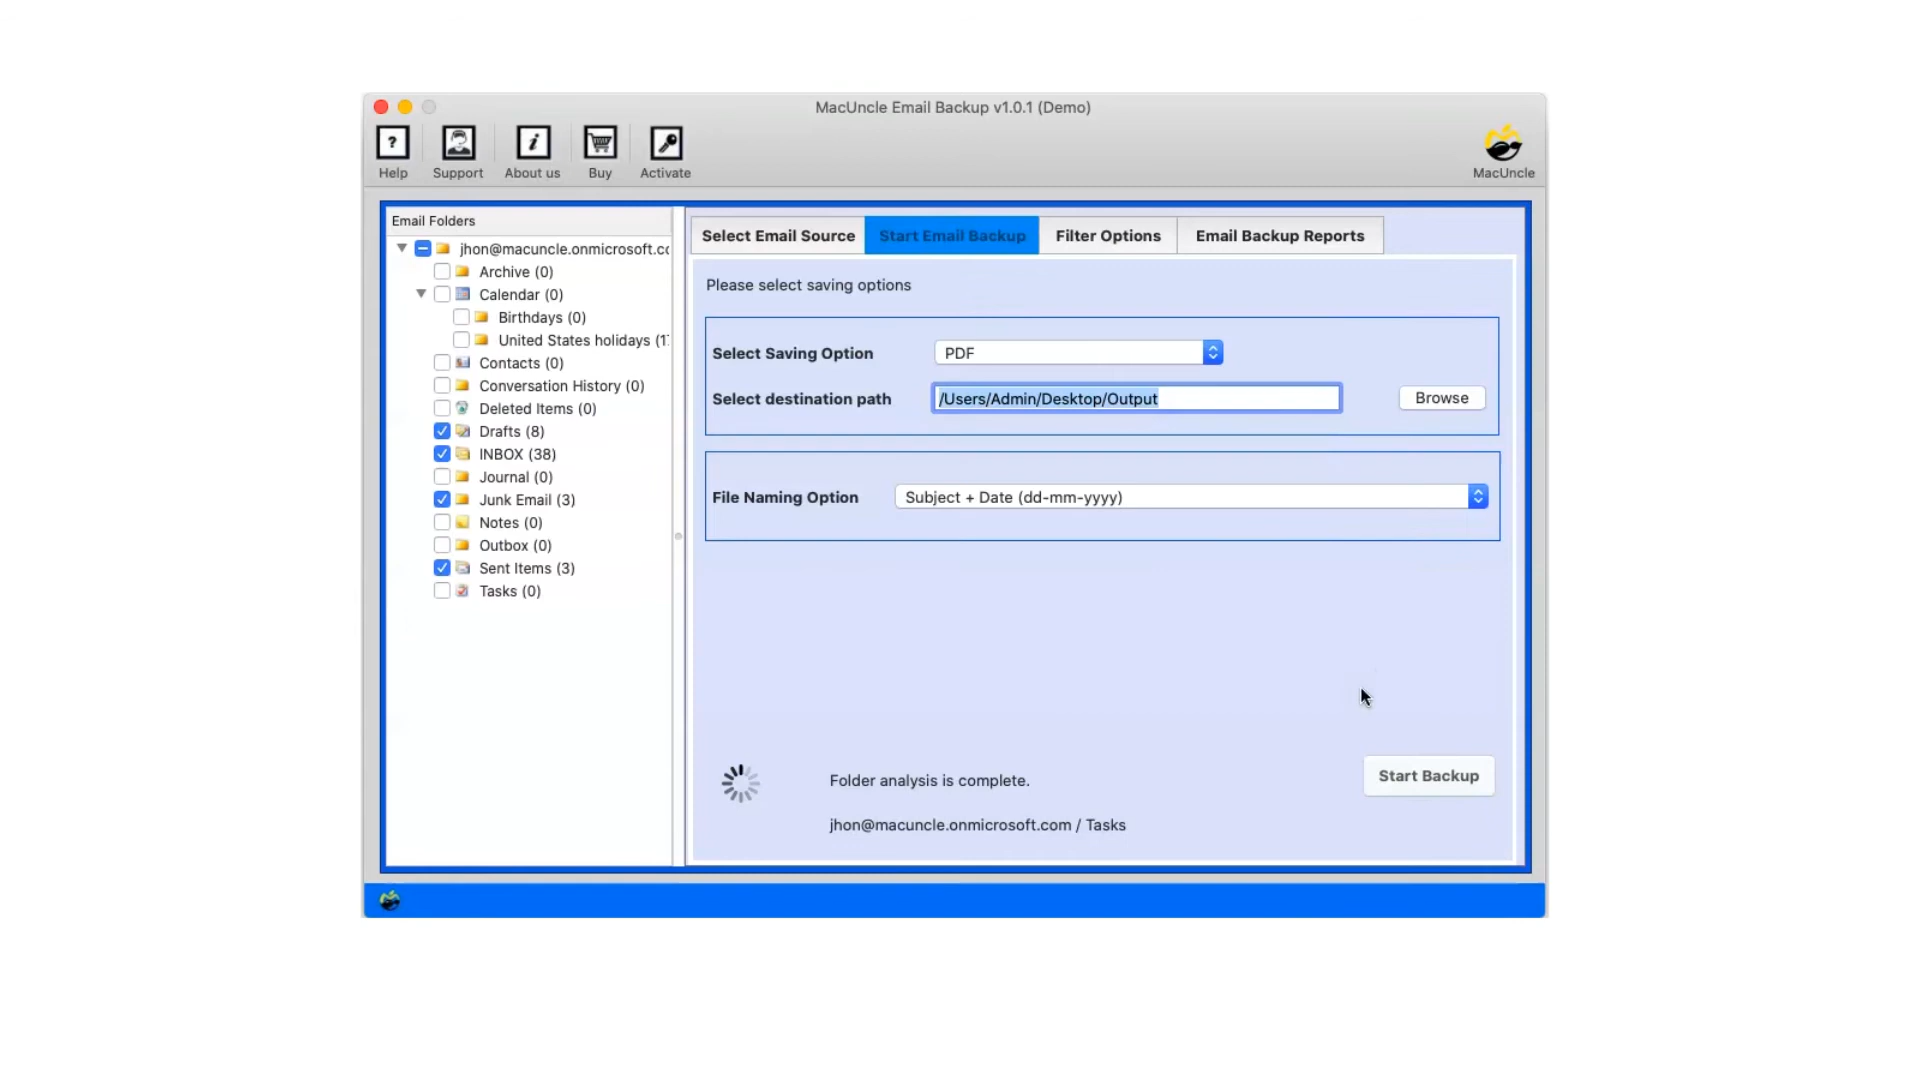 MacUncle Email Backup v1.0.1 (Demo)
Help
Support
About us
Buy
Activate
MacUncle
Email Folders
jhon@macuncle.onmicrosoft.cc
Archive (0)
Calendar (0)
Birthdays (0)
United States holidays (1
Contacts (0)
Conversation History (0)
Deleted Items (0)
Drafts (8)
INBOX (38)
Journal (0)
Junk Email (3)
Notes (0)
Outbox (0)
Sent Items (3)
Tasks (0)
Select Email Source
Start Email Backup
Filter Options
Email Backup Reports
Please select saving options
Select Saving Option
PDF
Select destination path
/Users/Admin/Desktop/Output
Browse
File Naming Option
Subject + Date (dd-mm-yyyy)
Folder analysis is complete.
Start Backup
jhon@macuncle.onmicrosoft.com / Tasks